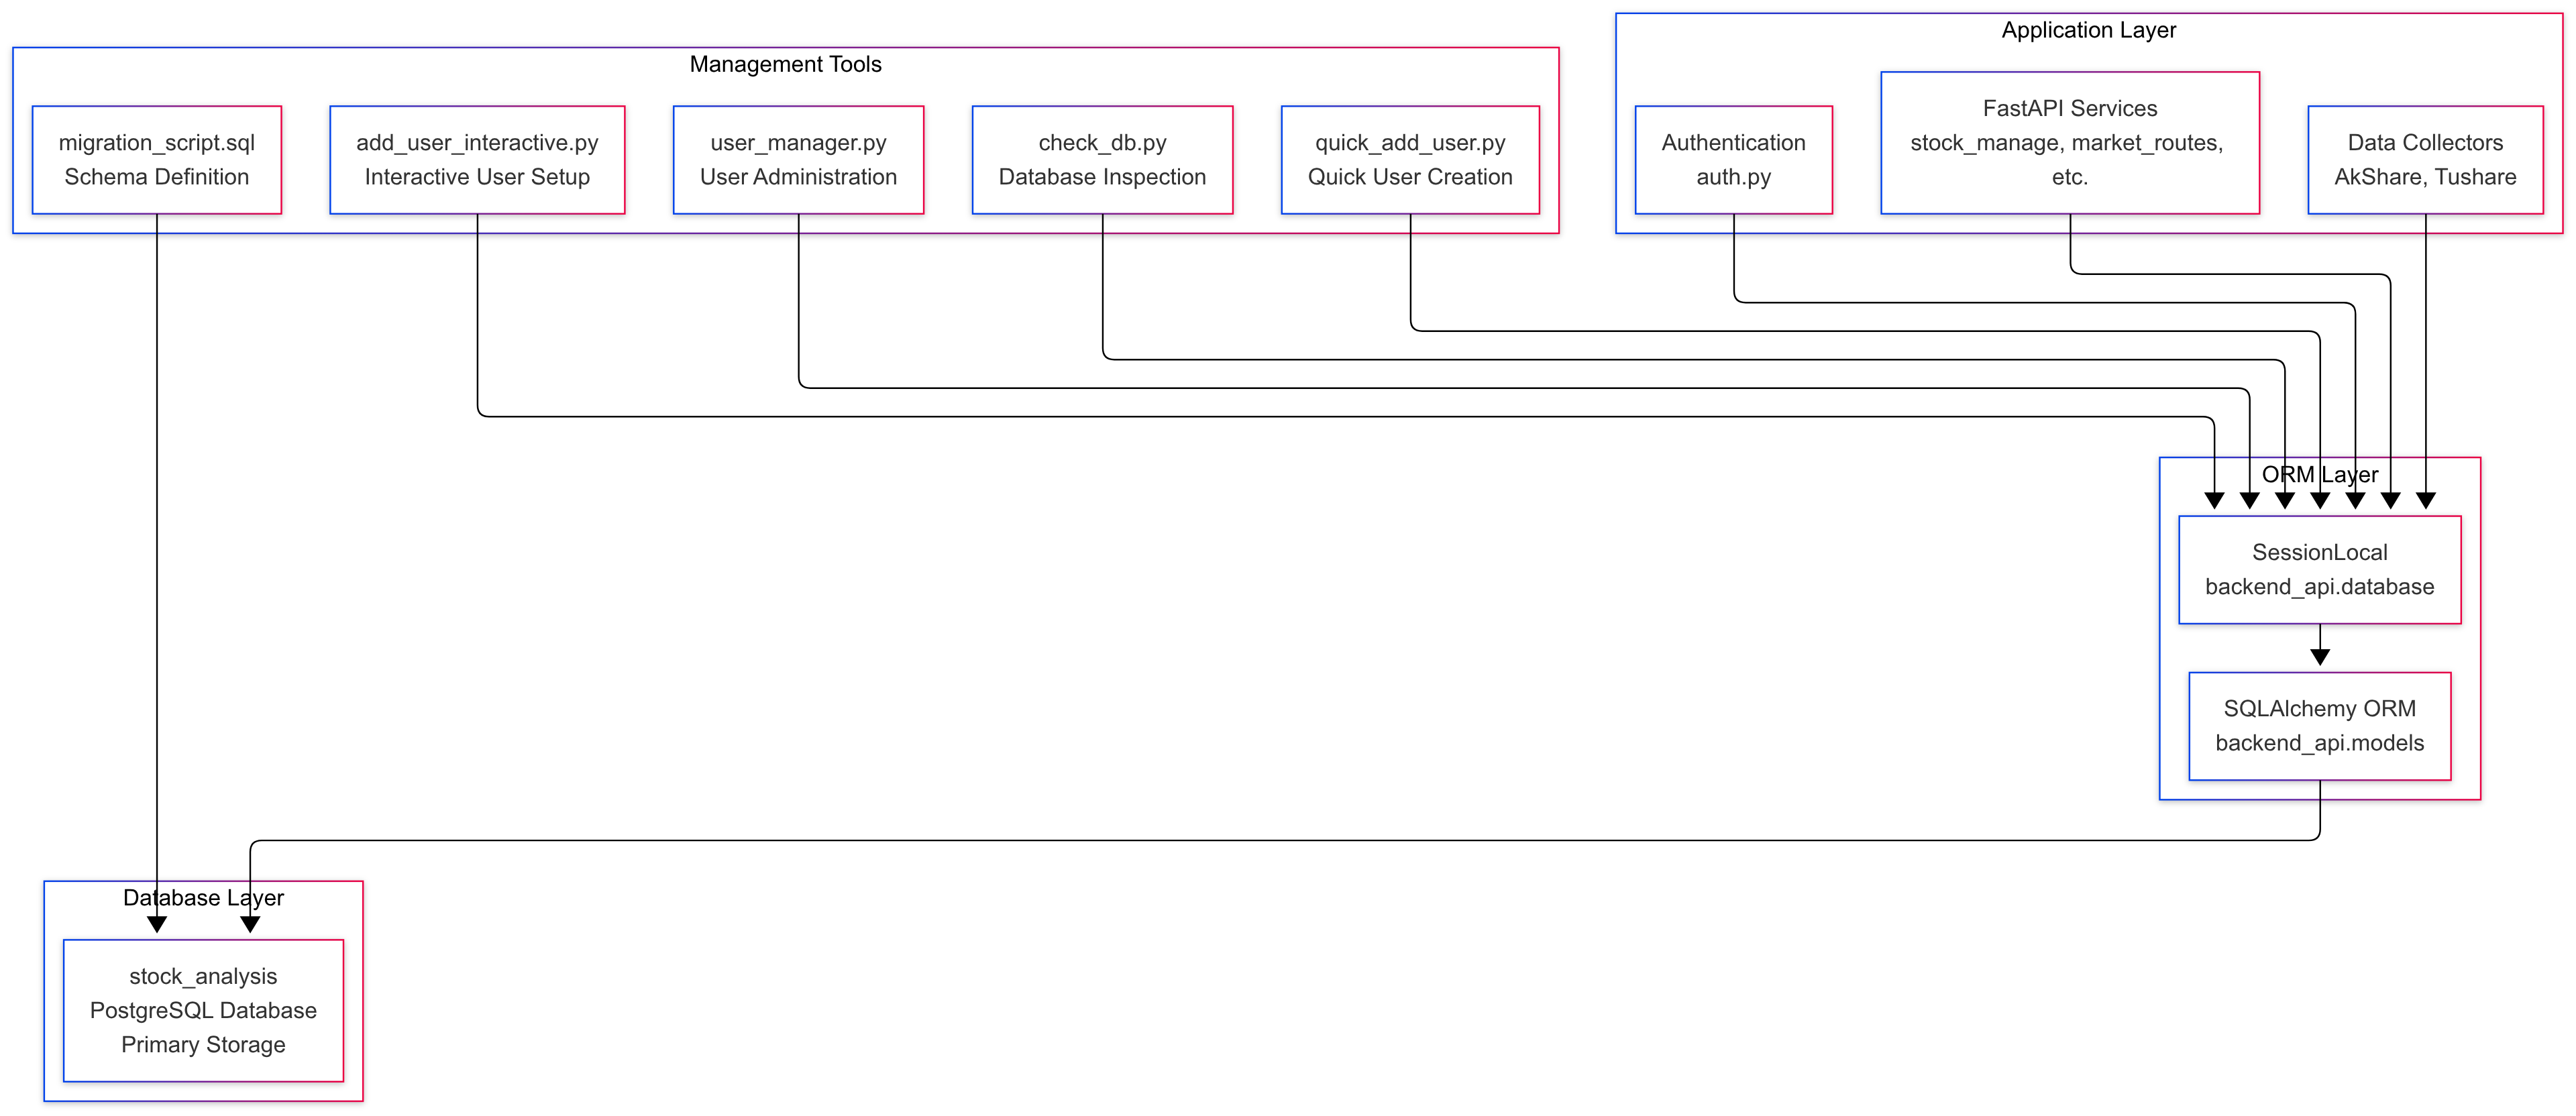 Management Tools
migration_script.sql
Schema Definition
add_user_interactive.py
Interactive User Setup
user_manager.py
User Administration
check_db.py
Database Inspection
quick_add_user.py
Quick User Creation
Application Layer
Authentication
auth.py
FastAPI Services
stock_manage, market_routes,
etc.
Data Collectors
AkShare, Tushare
ORM Layer
SessionLocal
backend_api.database
SQLAlchemy ORM
backend_api.models
Database Layer
stock_analysis
PostgreSQL Database
Primary Storage